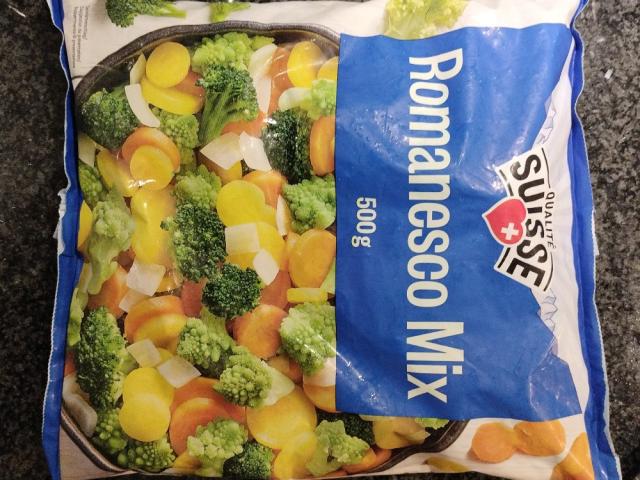 QUALITÉ
SUISSE
Romanesco Mix
500g